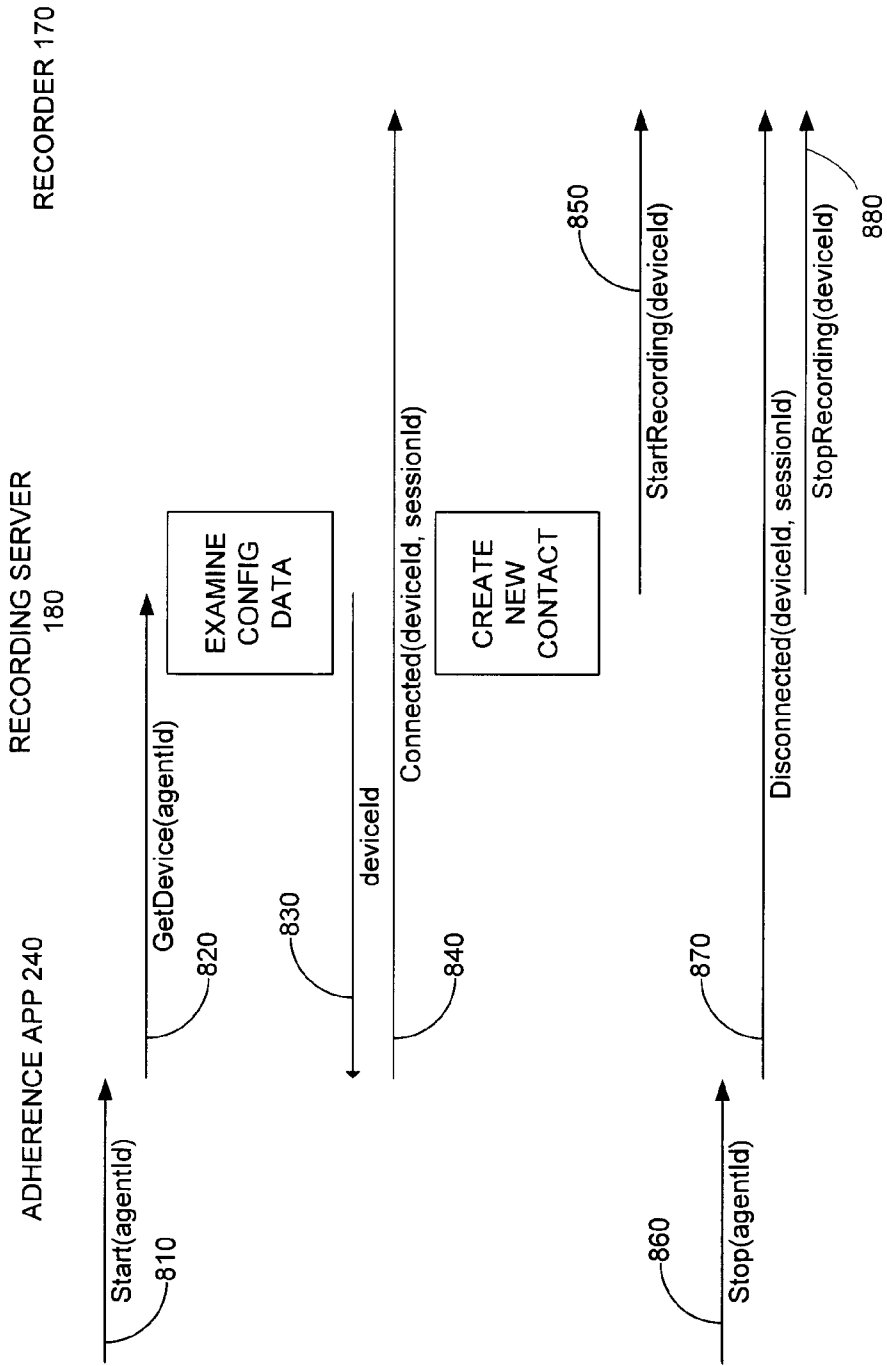 ADHERENCE APP 240
RECORDING SERVER
180
RECORDER 170
Start(agentId)
810
GetDevice(agentId)
820
EXAMINE
CONFIG
DATA
830
deviceId
Connected(deviceId, sessionId)
840
CREATE
NEW
CONTACT
850
StartRecording(deviceId)
860
Stop(agentId)
870
Disconnected(deviceId, sessionId)
StopRecording(deviceId)
880